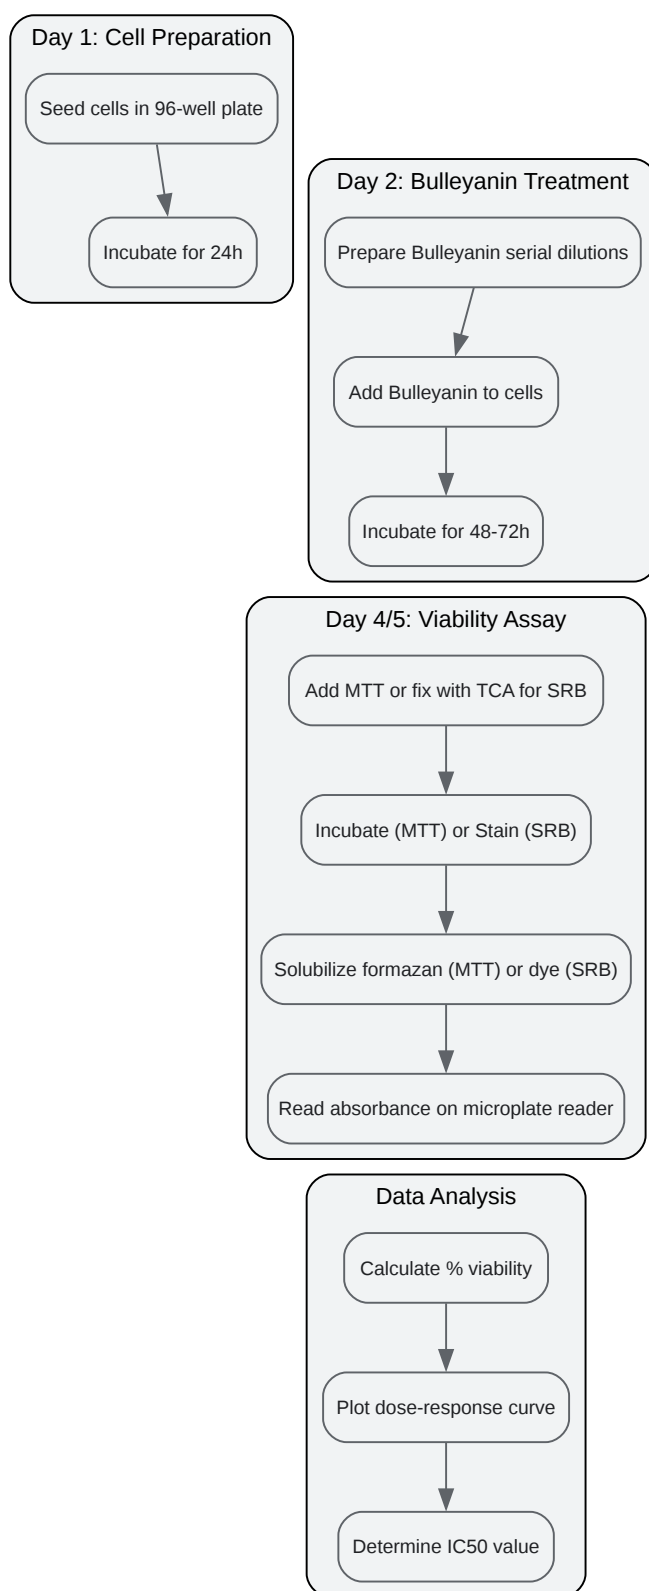 Day 1: Cell Preparation
Seed cells in 96-well plate
Incubate for 24h
Day 2: Bulleyanin Treatment
Prepare Bulleyanin serial dilutions
Add Bulleyanin to cells
Incubate for 48-72h
Day 4/5: Viability Assay
Add MTT or fix with TCA for SRB
Incubate (MTT) or Stain (SRB)
Solubilize formazan (MTT) or dye (SRB)
Read absorbance on microplate reader
Data Analysis
Calculate % viability
Plot dose-response curve
Determine IC50 value